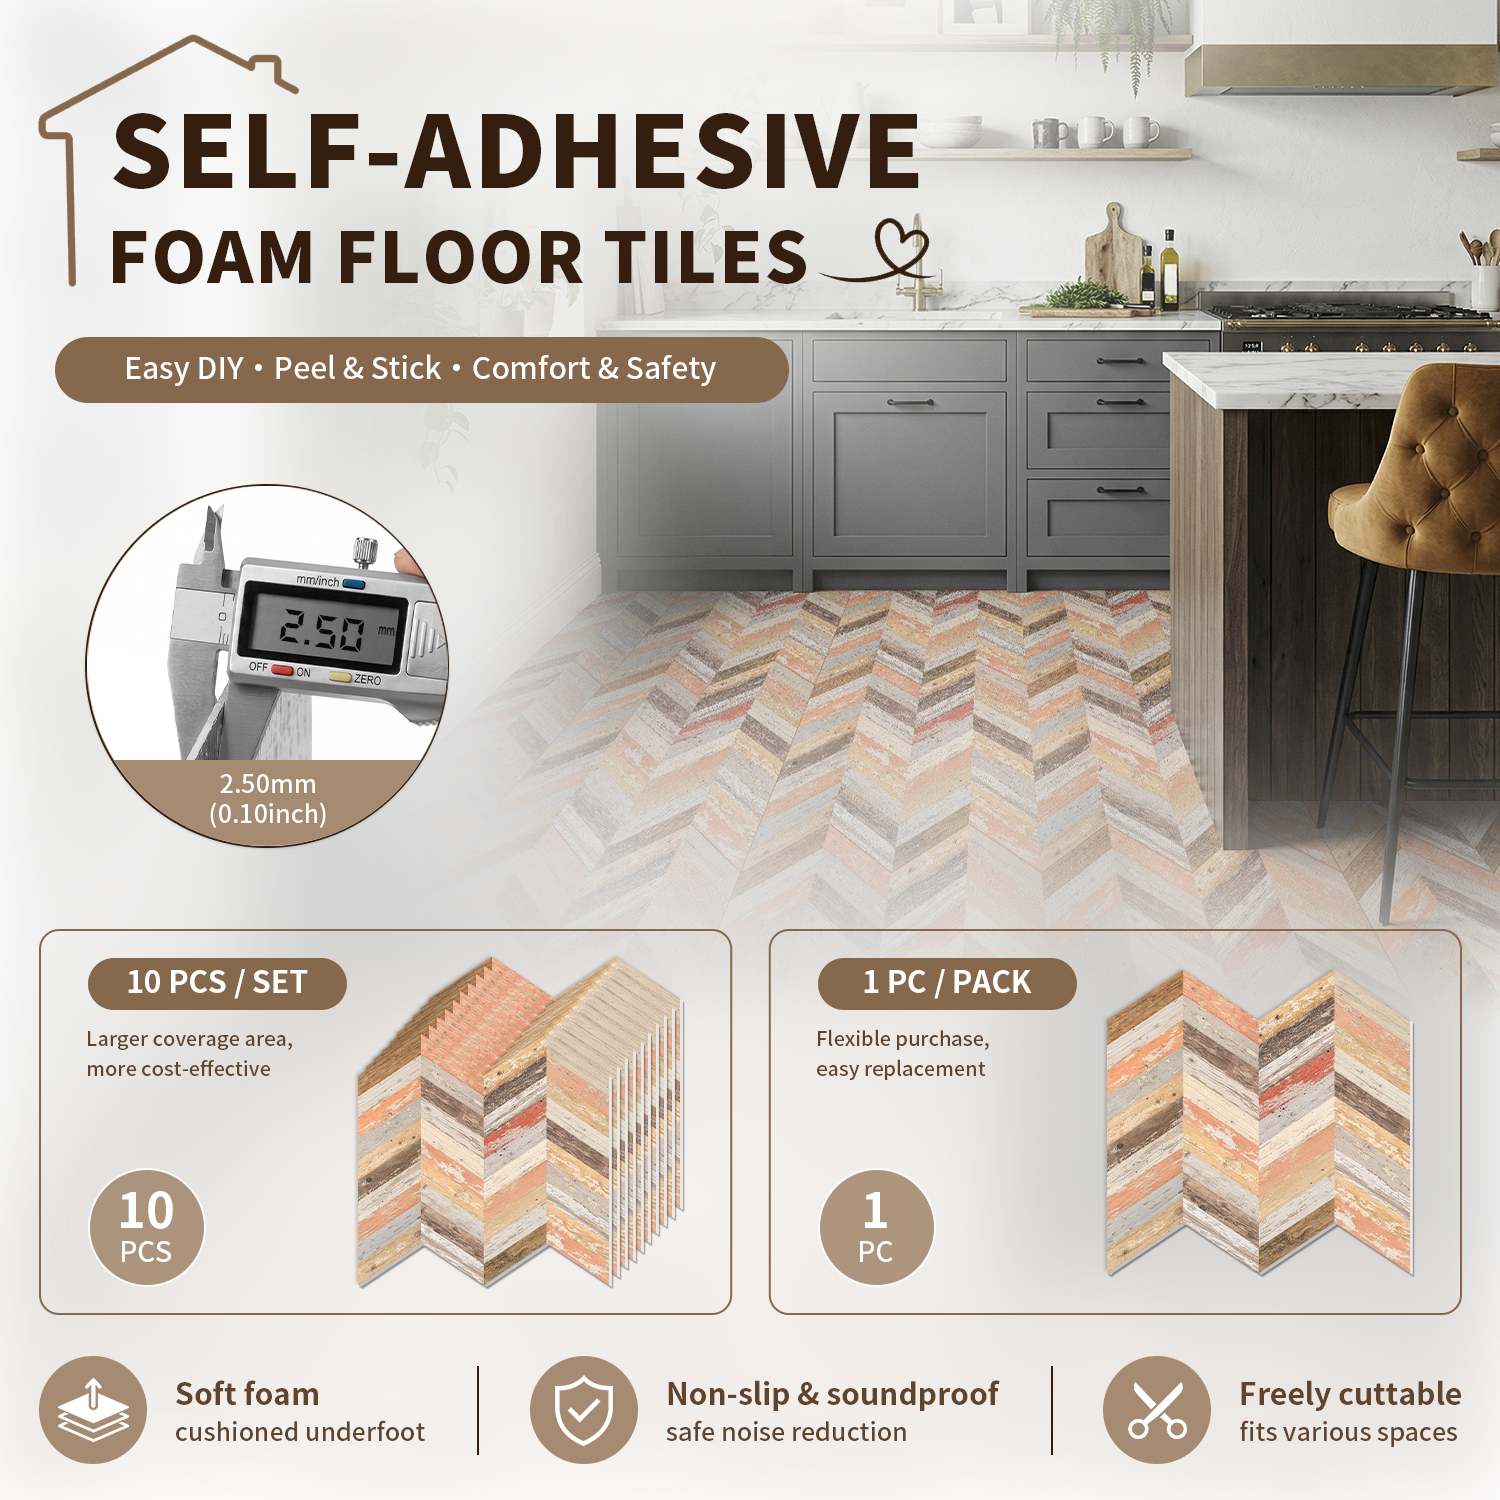 SELF-ADHESIVE
FOAM FLOOR TILES
Easy DIY • Peel & Stick • Comfort & Safety
mm/inch
0
2.50 mm
OFF ON ZERO
2.50mm
(0.10inch)
10 PCS / SET
Larger coverage area,
more cost-effective
10
PCS
1 PC / PACK
Flexible purchase,
easy replacement
1
PC
Soft foam
cushioned underfoot
Non-slip & soundproof
safe noise reduction
Freely cuttable
fits various spaces